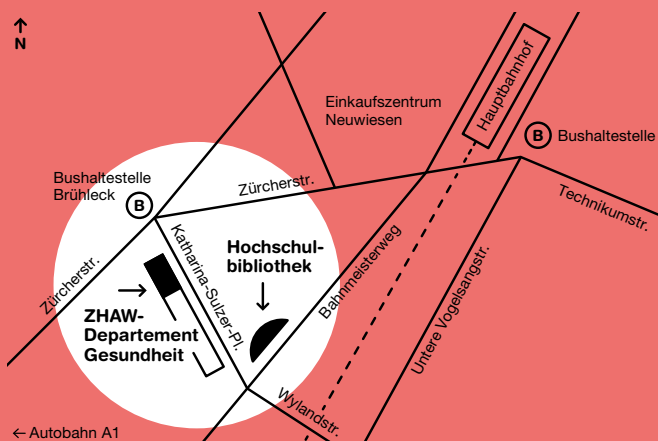 N
Einkaufszentrum
Neuwiesen
Hauptbahnhof
B Bushaltestelle
Bushaltestelle
Brühleck
B
Zürcherstr.
Technikumstr.
Zürcherstr.
Katharina-Sulzer-Pl.
Hochschul-
bibliothek
Bahnmeisterweg
Untere Vogelsangstr.
ZHAW-
Departement
Gesundheit
Wylandstr.
← Autobahn A1